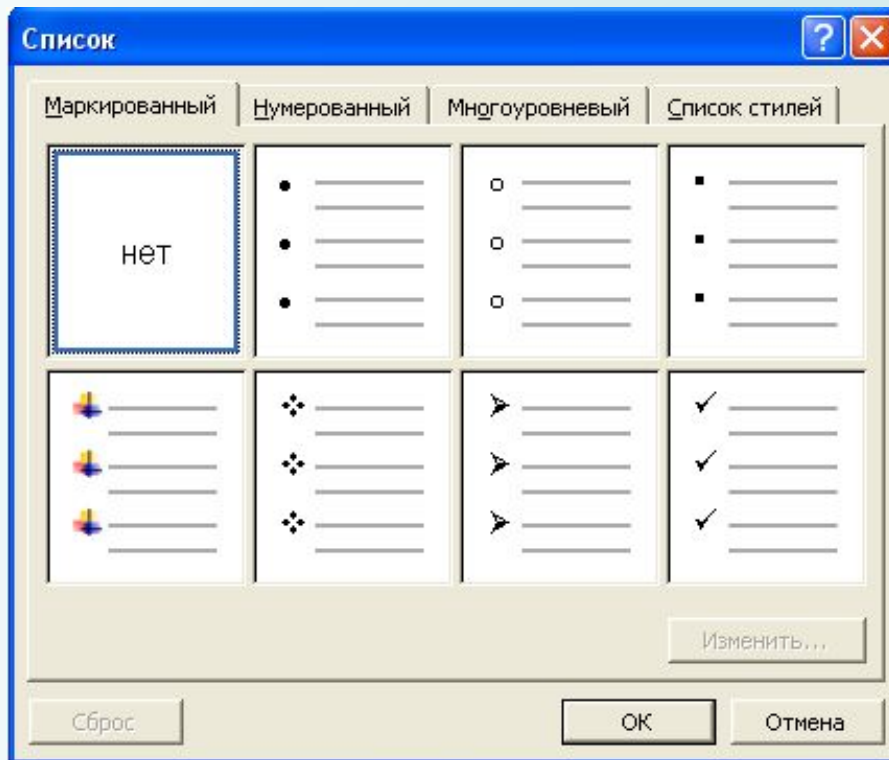 Список
Маркированный Нумерованный Многоуровневый Список стилей
нет
Изменить...
Сброс ОК Отмена